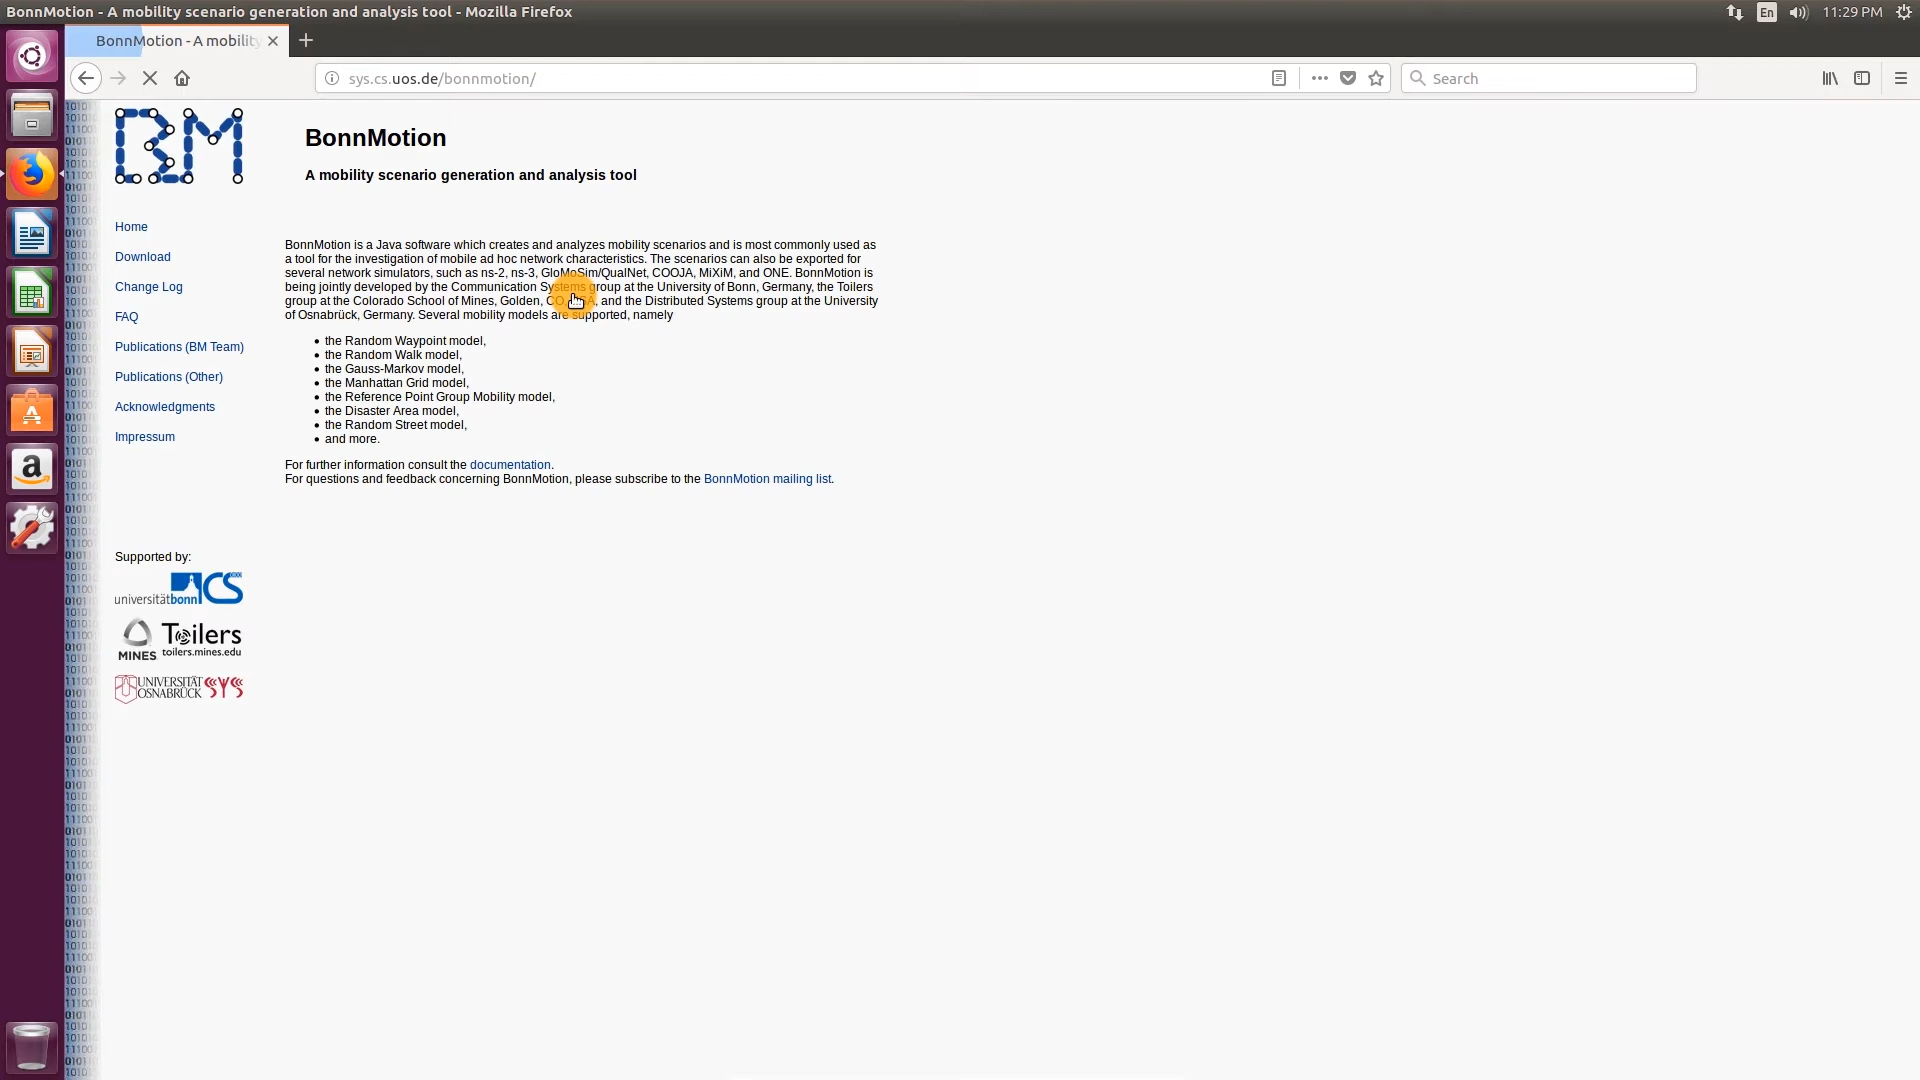 BonnMotion - A mobility scenario generation and analysis tool - Mozilla Firefox
En
11:29 PM
BonnMotion - A mobility
sys.cs.uos.de/bonnmotion/
Search
BM
BonnMotion
A mobility scenario generation and analysis tool
Home
Download
Change Log
FAQ
Publications (BM Team)
Publications (Other)
Acknowledgments
Impressum
BonnMotion is a Java software which creates and analyzes mobility scenarios and is most commonly used as
a tool for the investigation of mobile ad hoc network characteristics. The scenarios can also be exported for
several network simulators, such as ns-2, ns-3, GloMoSim/QualNet, COOJA, MiXiM, and ONE. BonnMotion is
being jointly developed by the Communication Systems group at the University of Bonn, Germany, the Toilers
group at the Colorado School of Mines, Golden, CO, and the Distributed Systems group at the University
of Osnabrück, Germany. Several mobility models are supported, namely
• the Random Waypoint model,
• the Random Walk model,
• the Gauss-Markov model,
• the Manhattan Grid model,
• the Reference Point Group Mobility model,
• the Disaster Area model,
• the Random Street model,
• and more.
For further information consult the documentation.
For questions and feedback concerning BonnMotion, please subscribe to the BonnMotion mailing list.
Supported by:
universitätbonn CS
MINES Toilers
toilers.mines.edu
UNIVERSITÄT
OSNABRÜCK SYS